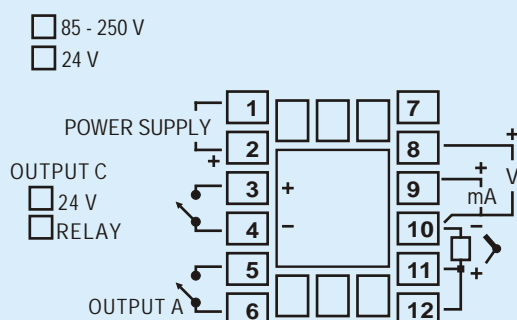 85 - 250 V
24 V
POWER SUPPLY
+
OUTPUT C
24 V
RELAY
OUTPUT A
1
2
3
4
5
6
+
−
7
8
9
10
11
12
+
V
+
mA
−
+